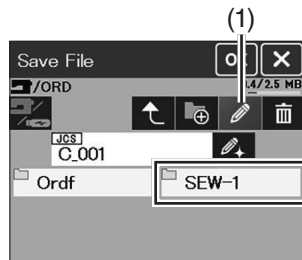 (1)
Save File
OK
/ORD
.4/2.5 MB
JCS
C_001
Ordf
SEW-1